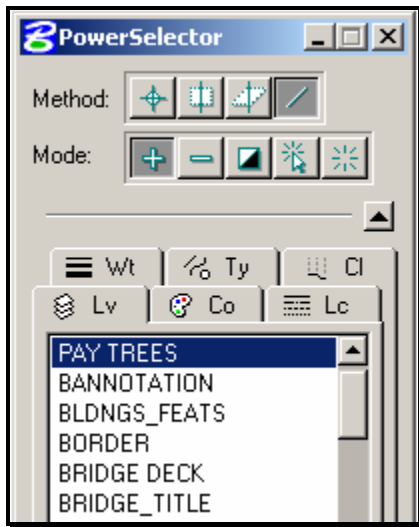 PowerSelector
Method:
Mode:
Wt Ty Cl
Lv Co Lc
PAY TREES
BANNOTATION
BLDNGS_FEATS
BORDER
BRIDGE DECK
BRIDGE_TITLE